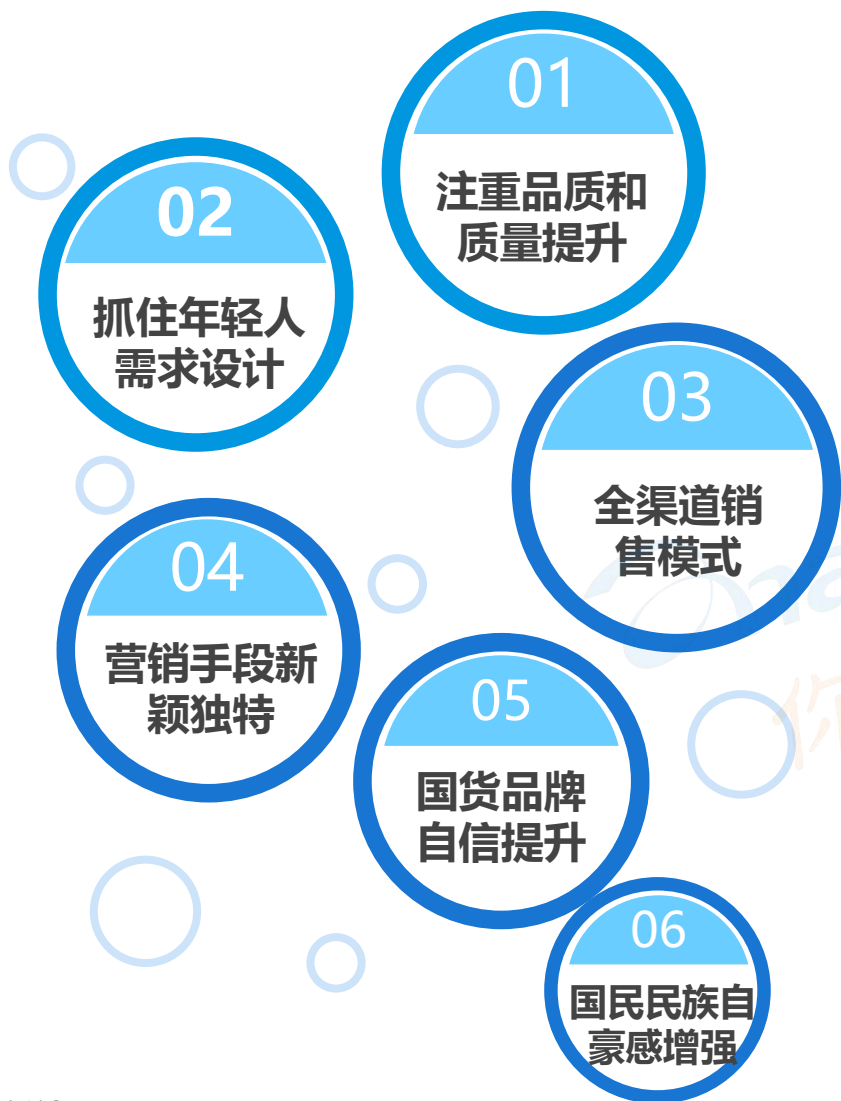 01
注重品质和
质量提升
02
抓住年轻人
需求设计
03
全渠道销
售模式
04
营销手段新
颖独特
05
国货品牌
自信提升
06
国民民族自
豪感增强